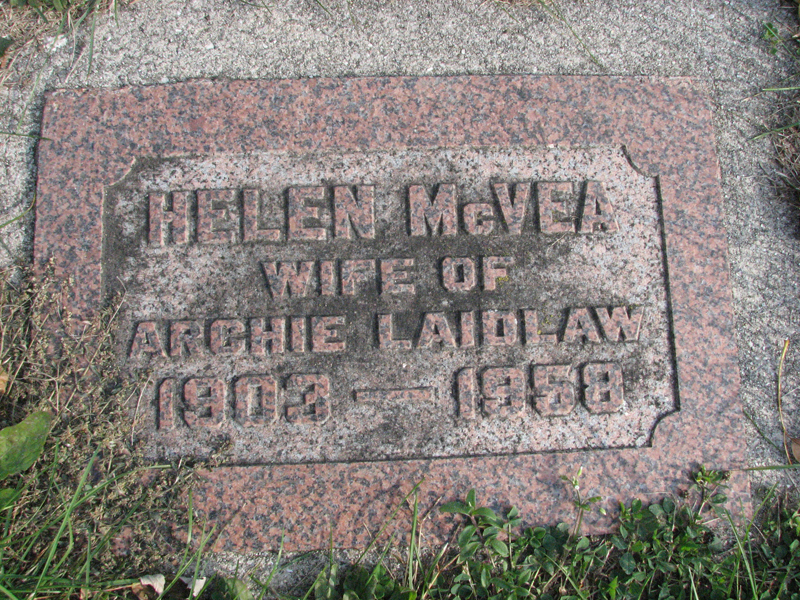 HELEN McVEA
WIFE OF
ARCHIE LAIDLAW
1903 — 1958